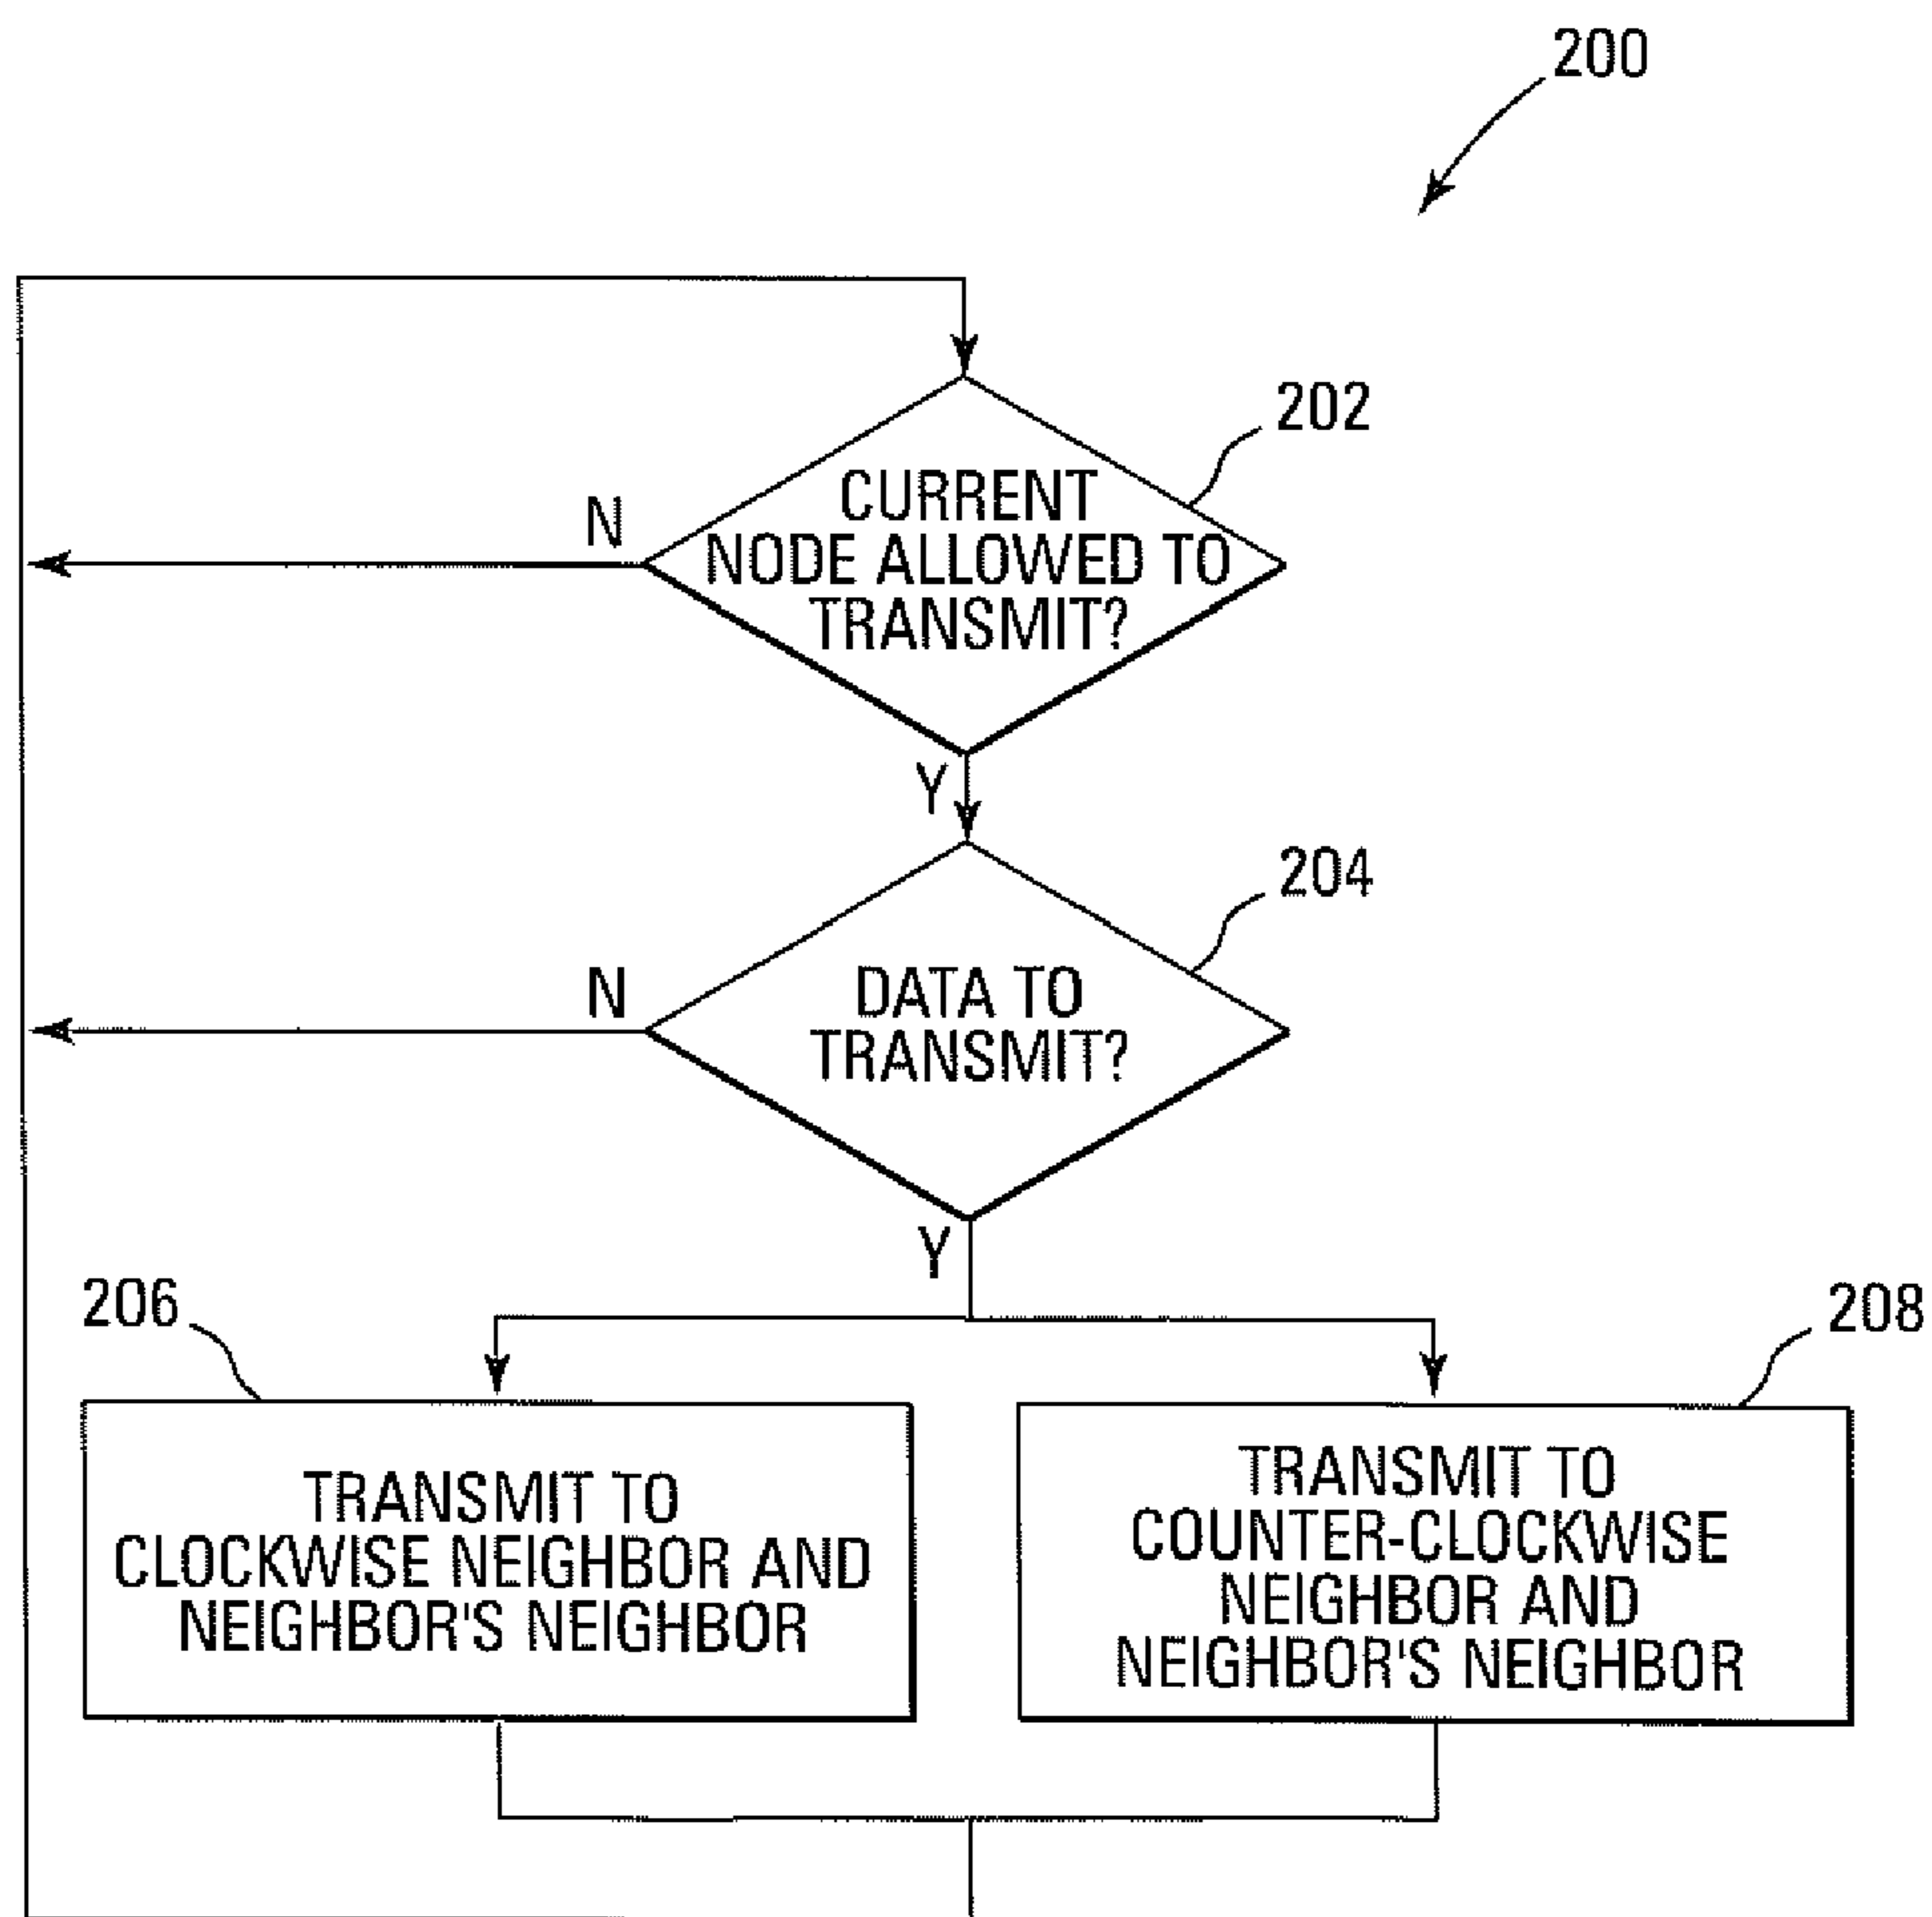 200
202
CURRENT
NODE ALLOWED TO
TRANSMIT?
N
Y
204
DATA TO
TRANSMIT?
N
Y
206
208
TRANSMIT TO
CLOCKWISE NEIGHBOR AND
NEIGHBOR'S NEIGHBOR
TRANSMIT TO
COUNTER-CLOCKWISE
NEIGHBOR AND
NEIGHBOR'S NEIGHBOR